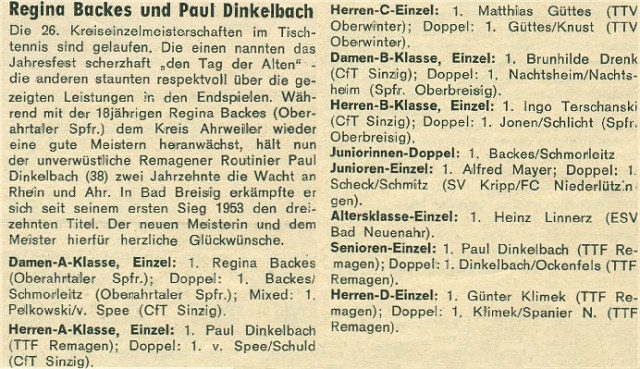 Regina Backes und Paul Dinkelbach
Die 26. Kreiseinzelmeisterschaften im Tisch-
tennis sind gelaufen. Die einen nannten das
Jahresfest scherzhaft „den Tag der Alten" -
die anderen staunten respektvoll über die ge-
zeigten Leistungen in den Endspielen. Wäh-
rend mit der 18jährigen Regina Backes (Ober-
ahrtaler Spfr.) dem Kreis Ahrweiler wieder
eine gute Meistern heranwächst, hält nun
der unverwüstliche Remagener Routinier Paul
Dinkelbach (38) zwei Jahrzehnte die Wacht an
Rhein und Ahr. In Bad Breisig erkämpfte er
sich seit seinem ersten Sieg 1953 den drei-
zehnten Titel. Der neuen Meisterin und dem
Meister hierfür herzliche Glückwünsche.
Damen-A-Klasse, Einzel: 1. Regina Backes
(Oberahrtaler Spfr.); Doppel: 1. Backes/
Schmorleitz (Oberahrtaler Spfr.); Mixed: 1.
Pelkowski/v. Spee (CfT Sinzig).
Herren-A-Klasse, Einzel: 1. Paul Dinkelbach
(TTF Remagen); Doppel: 1. v. Spee/Schuld
(CfT Sinzig).
Herren-C-Einzel: 1. Matthias Güttes (TTV
Oberwinter); Doppel: 1. Güttes/Knust (TTV
Oberwinter).
Damen-B-Klasse, Einzel: 1. Brunhilde Drenk
(CfT Sinzig); Doppel: 1. Nachtsheim/Nachts-
heim (Spfr. Oberbreisig).
Herren-B-Klasse, Einzel: 1. Ingo Terschanski
(CfT Sinzig); Doppel: 1. Jonen/Schlicht (Spfr.
Oberbreisig).
Juniorinnen-Doppel: 1. Backes/Schmorleitz
Junioren-Einzel: 1. Alfred Mayer; Doppel: 1.
Scheck/Schmitz (SV Kripp/FC Niederlützin
gen).
Altersklasse-Einzel: 1. Heinz Linnerz (ESV
Bad Neuenahr).
Senioren-Einzel: 1. Paul Dinkelbach (TTF Re-
magen); Doppel: 1. Dinkelbach/Ockenfels (TTF
Remagen).
Herren-D-Einzel: 1. Günter Klimek (TTF Re-
magen); Doppel: 1. Klimek/Spanier N. (TTF
Remagen).